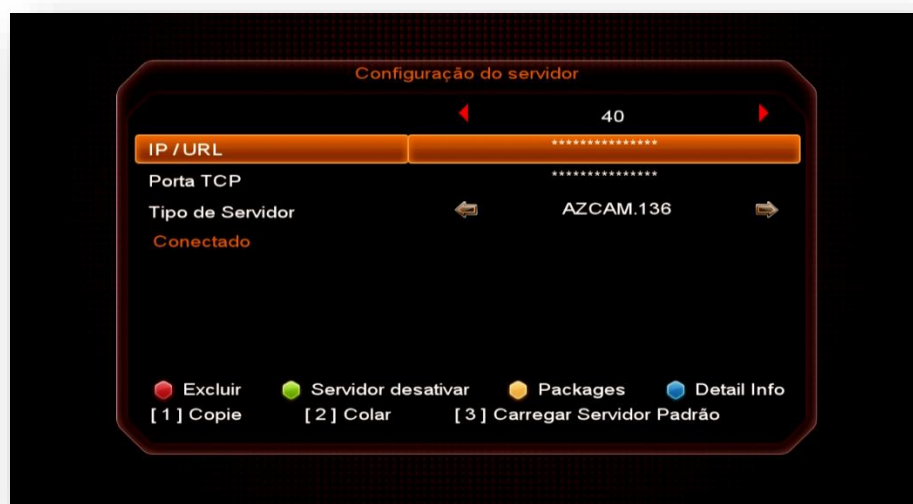 Configuração do servidor
40
IP / URL ***************
Porta TCP ***************
Tipo de Servidor AZCAM.136
Conectado
Excluir Servidor desativar Packages Detail Info
[ 1 ] Copie [ 2 ] Colar [ 3 ] Carregar Servidor Padrão